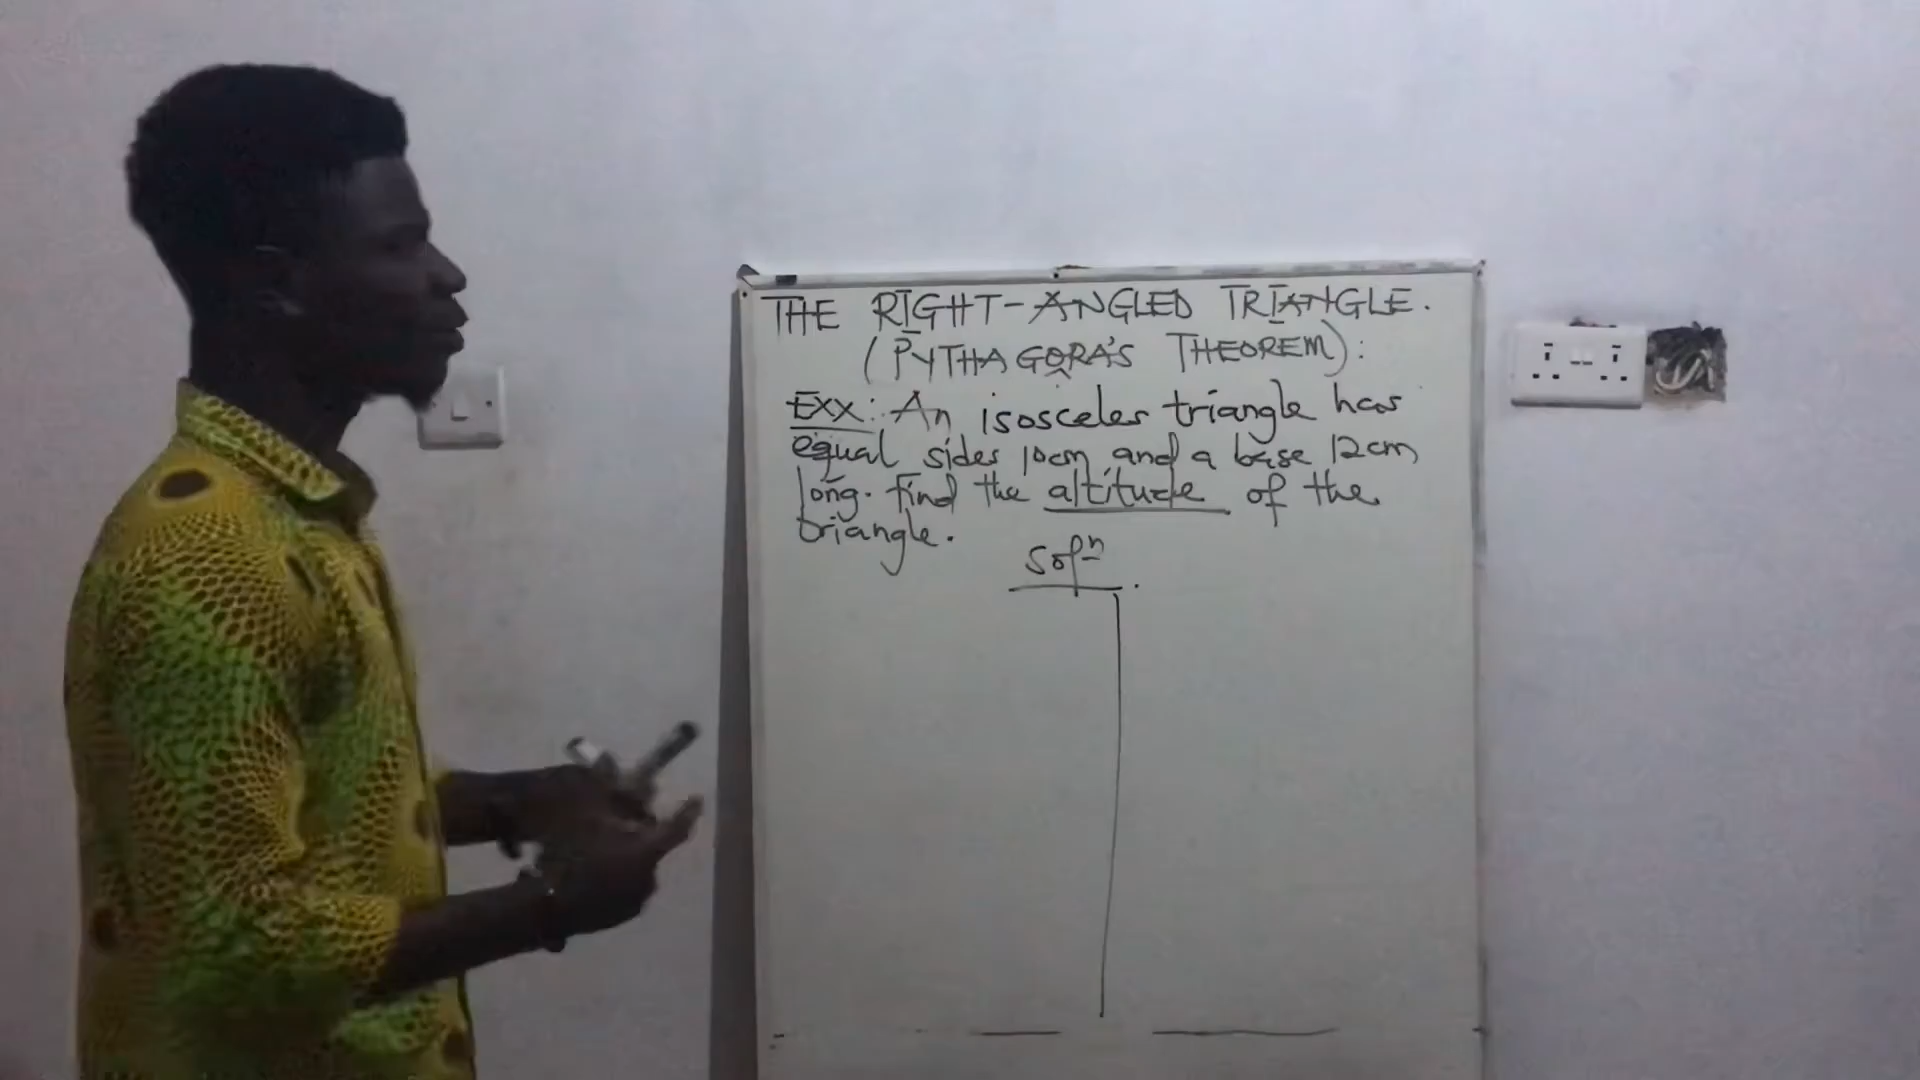 THE RIGHT-ANGLED TRIANGLE.
(PYTHAGORA'S THEOREM):
Exx: An isosceles triangle has
equal sides 10cm and a base 12cm
long. find the altitude of the
triangle.
Solⁿ